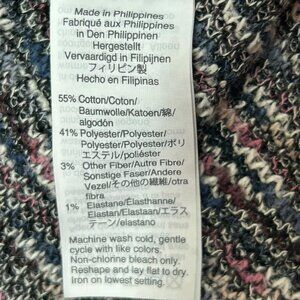 Made in Philippines
Fabriqué aux Philippines
in Den Philippinen
Hergestellt
Vervaardigd in Filipijnen
フィリピン製
Hecho en Filipinas
55% Cotton/Coton/
Baumwolle/Katoen/綿/
algodón
41% Polyester/Polyester/
Polyester/Polyester/ポリ
エステル/poliéster
3% Other Fiber/Autre Fibre/
Sonstige Faser/Andere
Vezel/その他の繊維/otra
fibra
1% Elastane/Élasthanne/
Elastan/Elastaan/エラス
テーン/elastano
Machine wash cold, gentle
cycle with like colors.
Non-chlorine bleach only.
Reshape and lay flat to dry.
Iron on lowest setting.